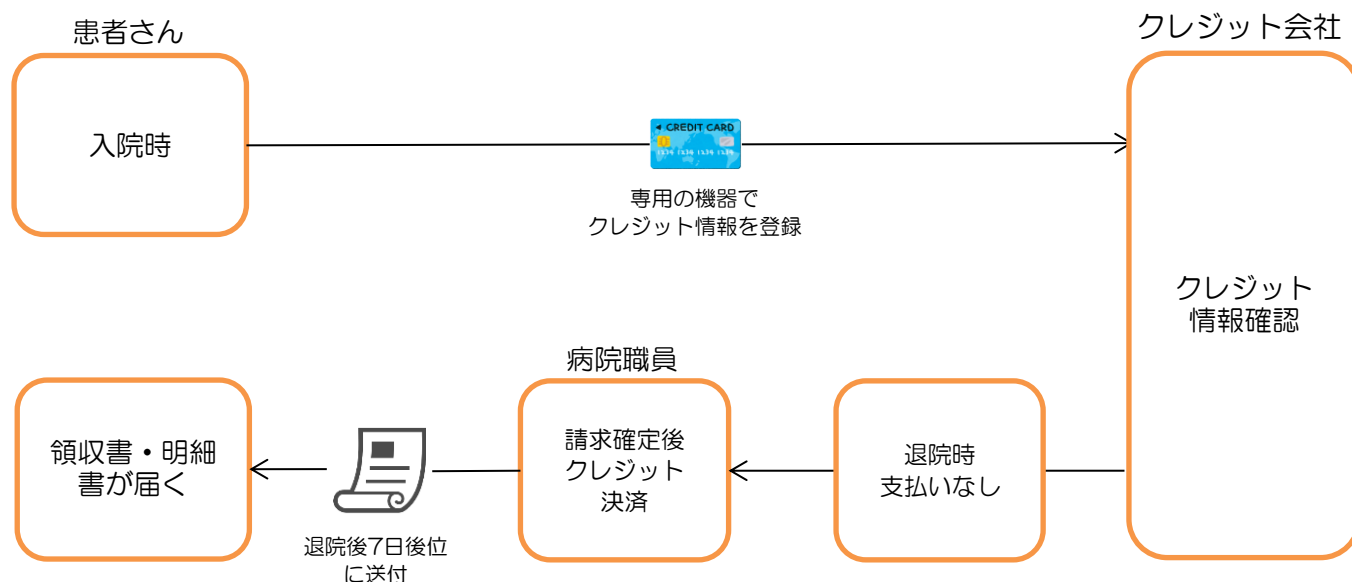 患者さん
クレジット会社
入院時
CREDIT CARD
1234 1234 1234 1234
専用の機器で
クレジット情報を登録
クレジット
情報確認
病院職員
領収書・明細
書が届く
請求確定後
クレジット
決済
退院時
支払いなし
退院後7日後位
に送付